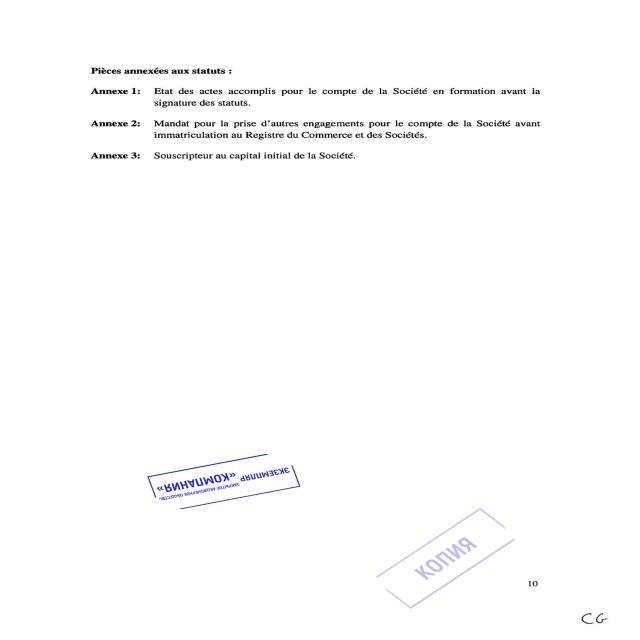 Pièces annexées aux statuts :
Annexe 1: Etat des actes accomplis pour le compte de la Société en formation avant la
signature des statuts.
Annexe 2: Mandat pour la prise d'autres engagements pour le compte de la Société avant
immatriculation au Registre du Commerce et des Sociétés.
Annexe 3: Souscripteur au capital initial de la Société.
ЭКЗЕМПЛЯР
ЗАКРЫТОЕ АКЦИОНЕРНОЕ ОБЩЕСТВО
«КОМПАНИЯ»
КОПИЯ
10
CG